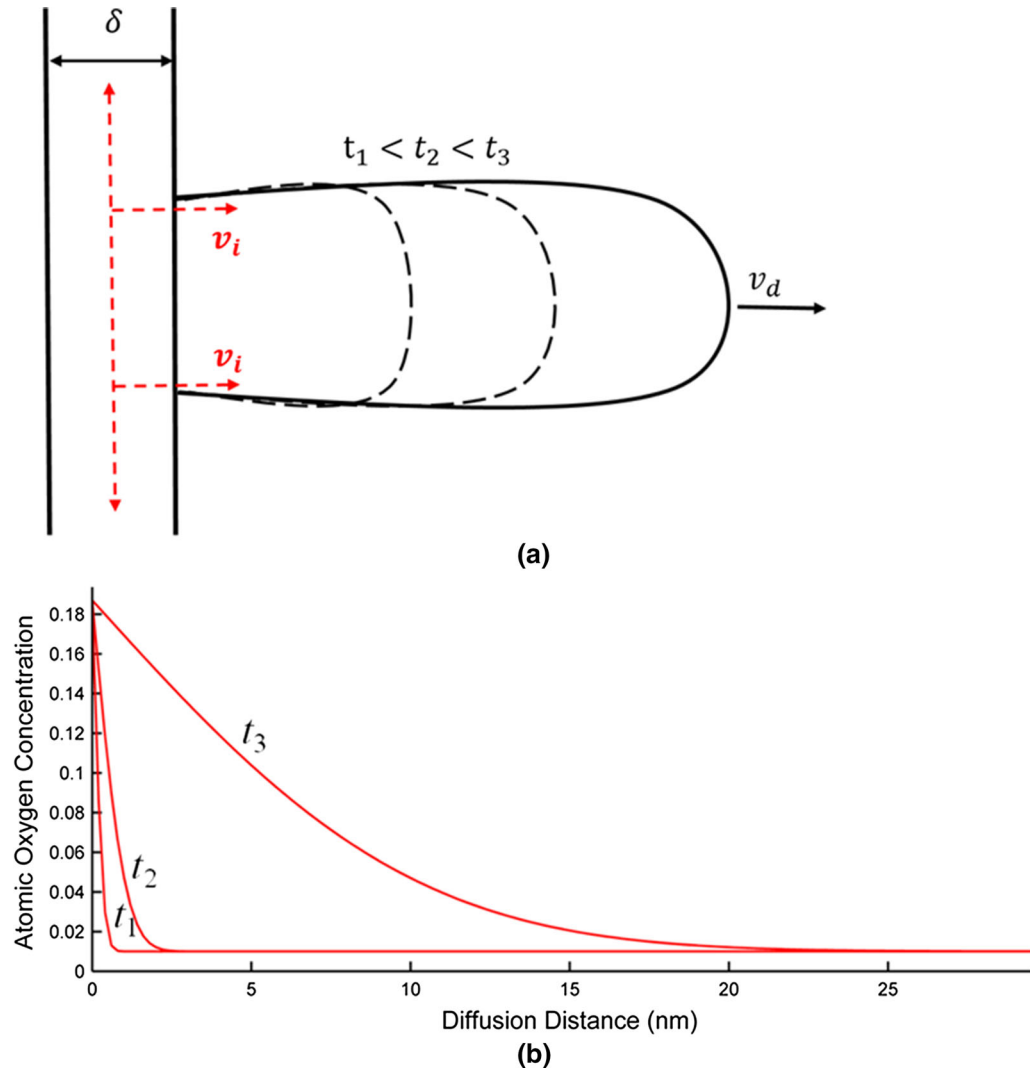 δ
t₁ < t₂ < t₃
vᵢ
v_d
vᵢ
(a)
Atomic Oxygen Concentration
0.18
0.16
0.14
0.12
0.1
0.08
0.06
0.04
0.02
0
t₃
t₂
t₁
0 5 10 15 20 25
Diffusion Distance (nm)
(b)